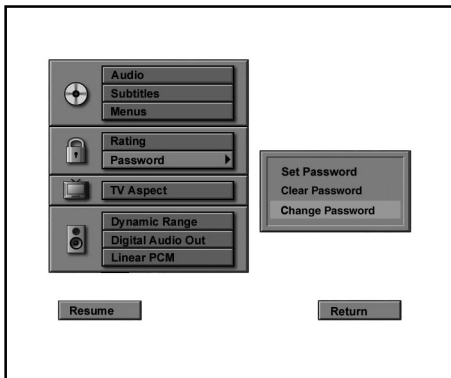 Audio
Subtitles
Menus
Rating
Password
TV Aspect
Dynamic Range
Digital Audio Out
Linear PCM
Set Password
Clear Password
Change Password
Resume
Return